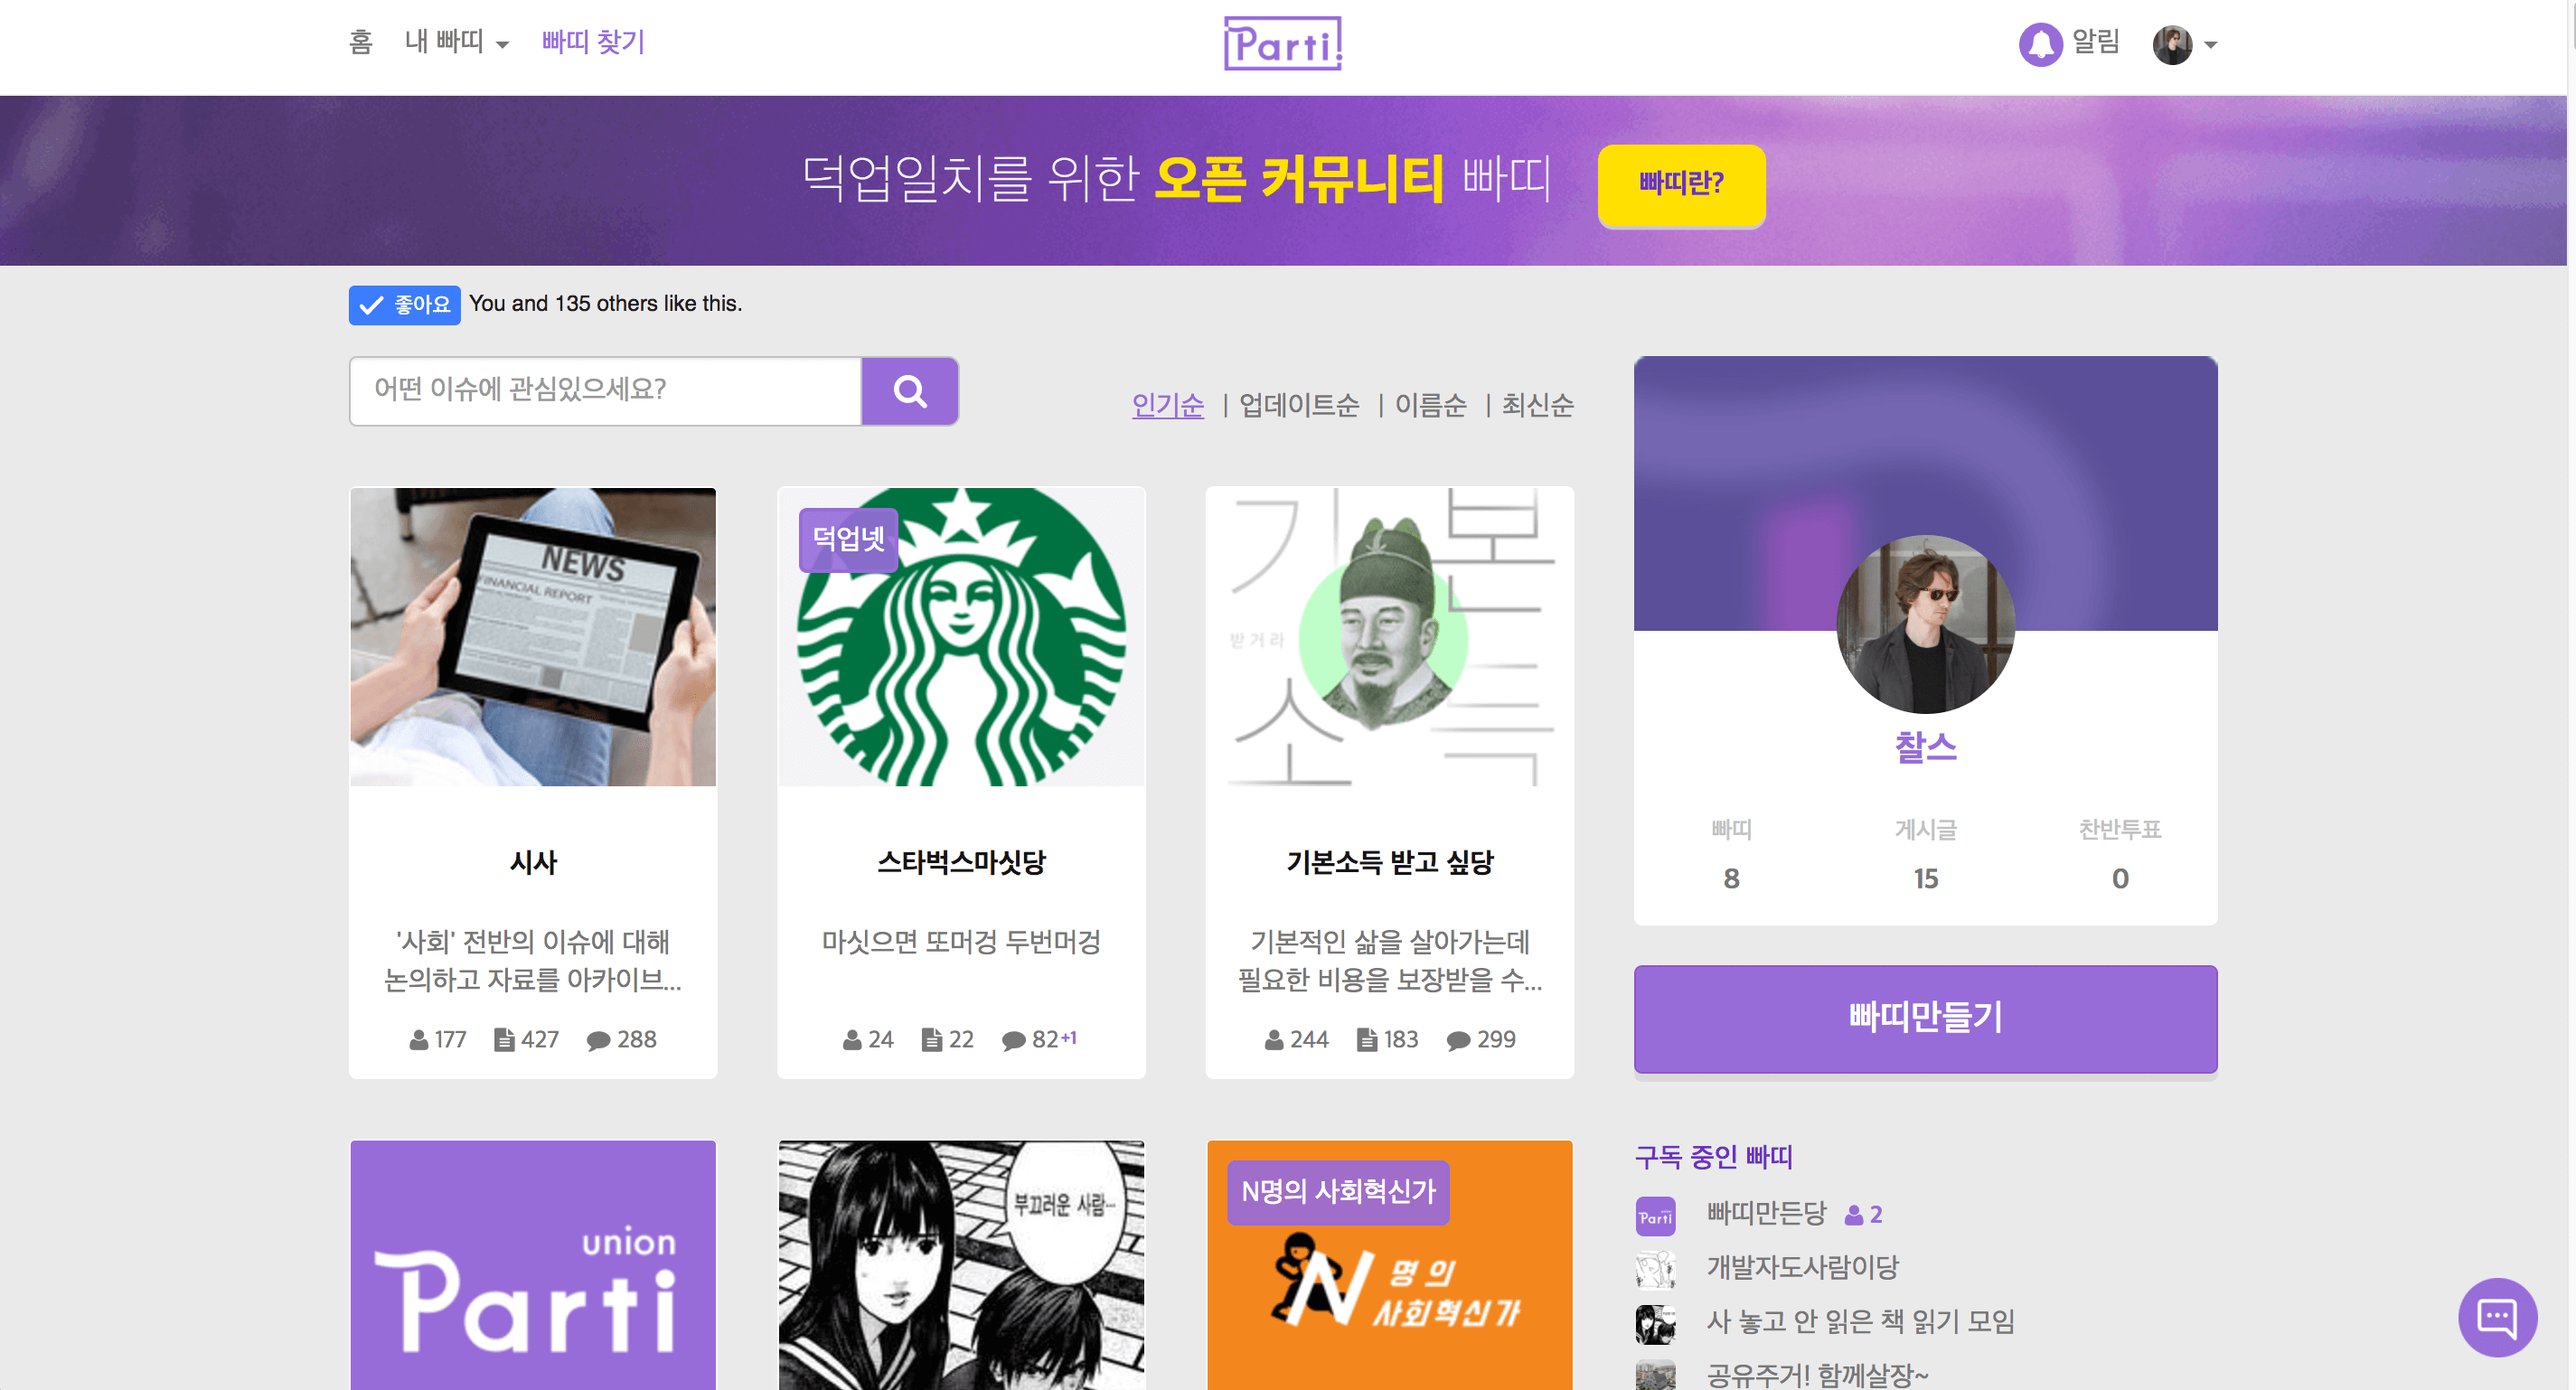 홈 내 빠띠 빠띠 찾기
Parti!
알림
덕업일치를 위한 오픈 커뮤니티 빠띠
빠띠란?
좋아요 You and 135 others like this.
어떤 이슈에 관심있으세요?
인기순 | 업데이트순 | 이름순 | 최신순
NEWS
FINANCIAL REPORT
시사
'사회' 전반의 이슈에 대해
논의하고 자료를 아카이브...
177 427 288
덕업넷
스타벅스마싯당
마싯으면 또머겅 두번머겅
24 22 82+1
기본
받거라
소득
기본소득 받고 싶당
기본적인 삶을 살아가는데
필요한 비용을 보장받을 수...
244 183 299
찰스
빠띠 게시글 찬반투표
8 15 0
빠띠만들기
union
Parti
부끄러운 사람...
N명의 사회혁신가
N명의
사회혁신가
구독 중인 빠띠
Parti 빠띠만든당 2
개발자도사람이당
사 놓고 안 읽은 책 읽기 모임
공유주거! 함께살장~